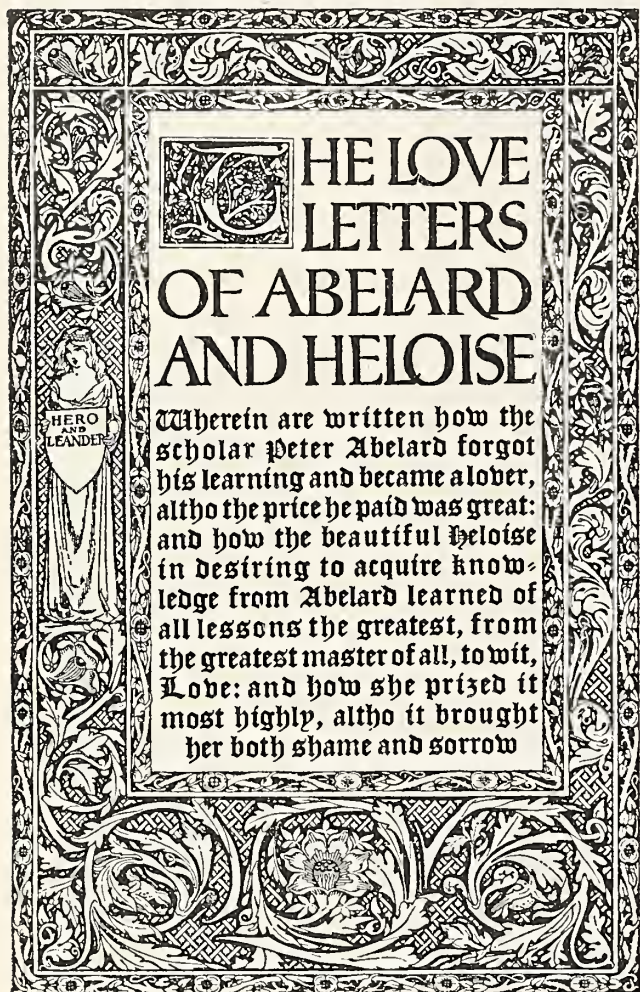 THE LOVE
LETTERS
OF ABELARD
AND HELOISE
Wherein are written how the
scholar Peter Abelard forgot
his learning and became a lover,
altho the price he paid was great:
and how the beautiful Heloise
in desiring to acquire know-
ledge from Abelard learned of
all lessons the greatest, from
the greatest master of all, to wit,
Love: and how she prized it
most highly, altho it brought
her both shame and sorrow
HERO
AND
LEANDER